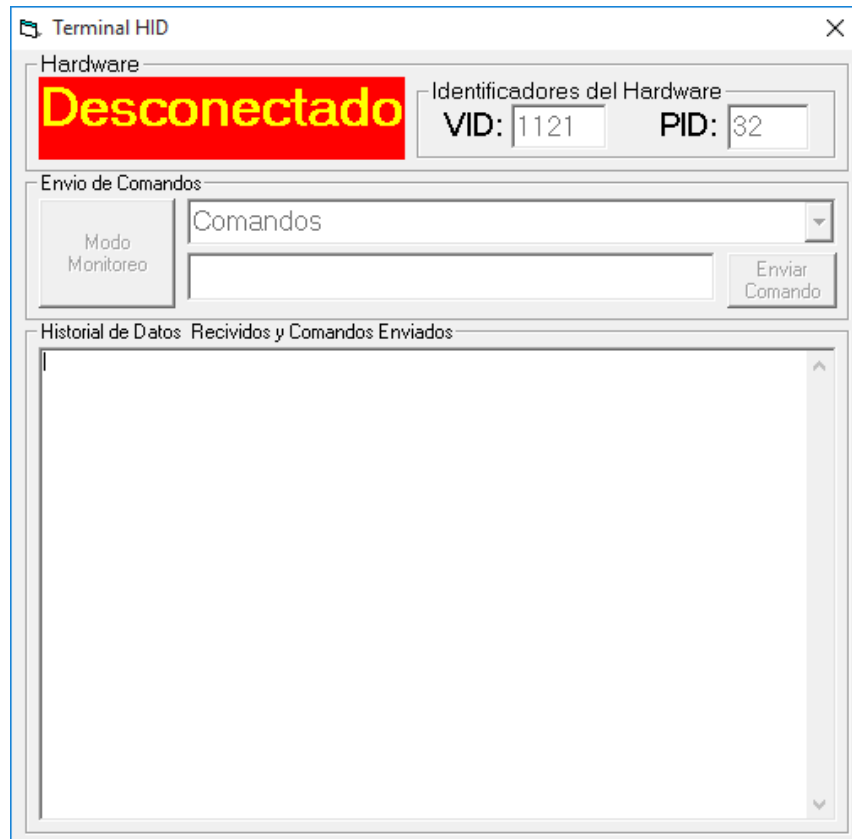 Terminal HID
Hardware
Desconectado
Identificadores del Hardware
VID: 1121 PID: 32
Envio de Comandos
Modo
Monitoreo
Comandos
Enviar
Comando
Historial de Datos  Recividos y Comandos Enviados